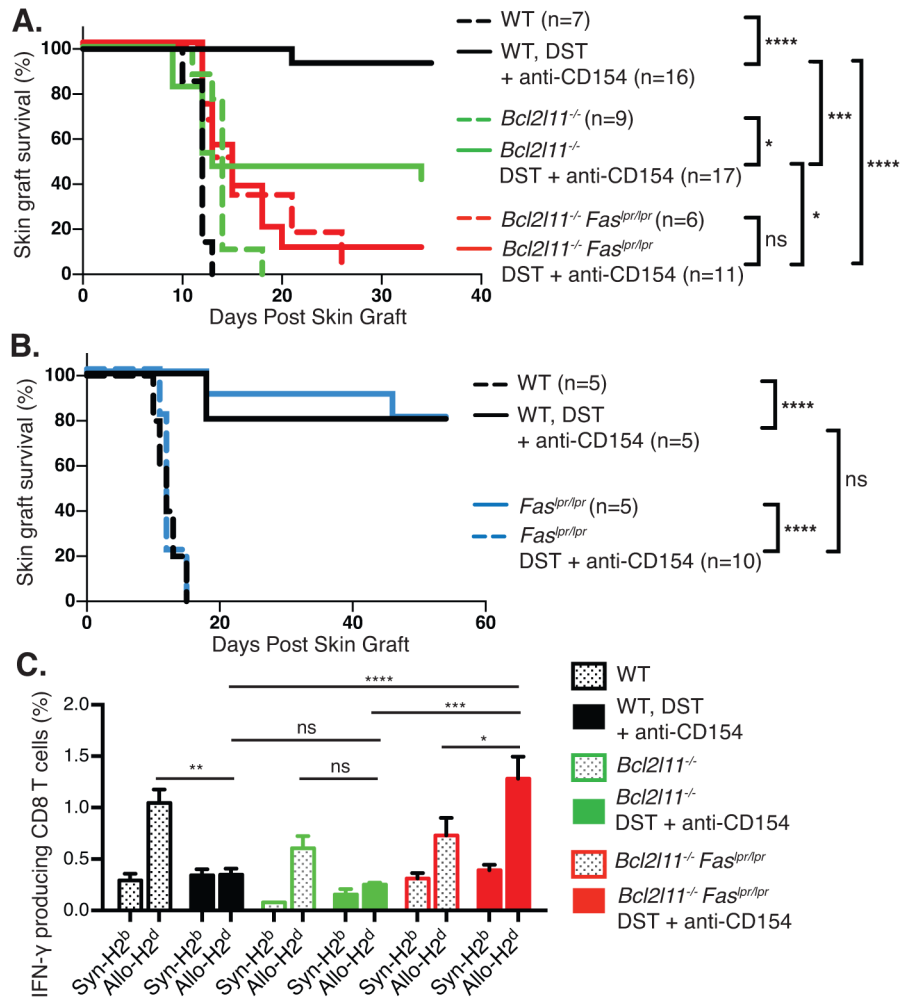 A.
Skin graft survival (%)
100
80
60
40
20
0
0 10 20 30 40
Days Post Skin Graft
WT (n=7)
WT, DST
+ anti-CD154 (n=16)
Bcl2l11-/- (n=9)
Bcl2l11-/-
DST + anti-CD154 (n=17)
Bcl2l11-/- Faslpr/lpr (n=6)
Bcl2l11-/- Faslpr/lpr
DST + anti-CD154 (n=11)
****
***
****
*
*
ns
B.
Skin graft survival (%)
100
80
60
40
20
0
0 20 40 60
Days Post Skin Graft
WT (n=5)
WT, DST
+ anti-CD154 (n=5)
Faslpr/lpr (n=5)
Faslpr/lpr
DST + anti-CD154 (n=10)
****
ns
****
C.
IFN-γ producing CD8 T cells (%)
2.0
1.5
1.0
0.5
0.0
****
***
ns
*
**
ns
Syn-H2b
Allo-H2d
Syn-H2b
Allo-H2d
Syn-H2b
Allo-H2d
Syn-H2b
Allo-H2d
Syn-H2b
Allo-H2d
Syn-H2b
Allo-H2d
WT
WT, DST
+ anti-CD154
Bcl2l11-/-
Bcl2l11-/-
DST + anti-CD154
Bcl2l11-/- Faslpr/lpr
Bcl2l11-/- Faslpr/lpr
DST + anti-CD154